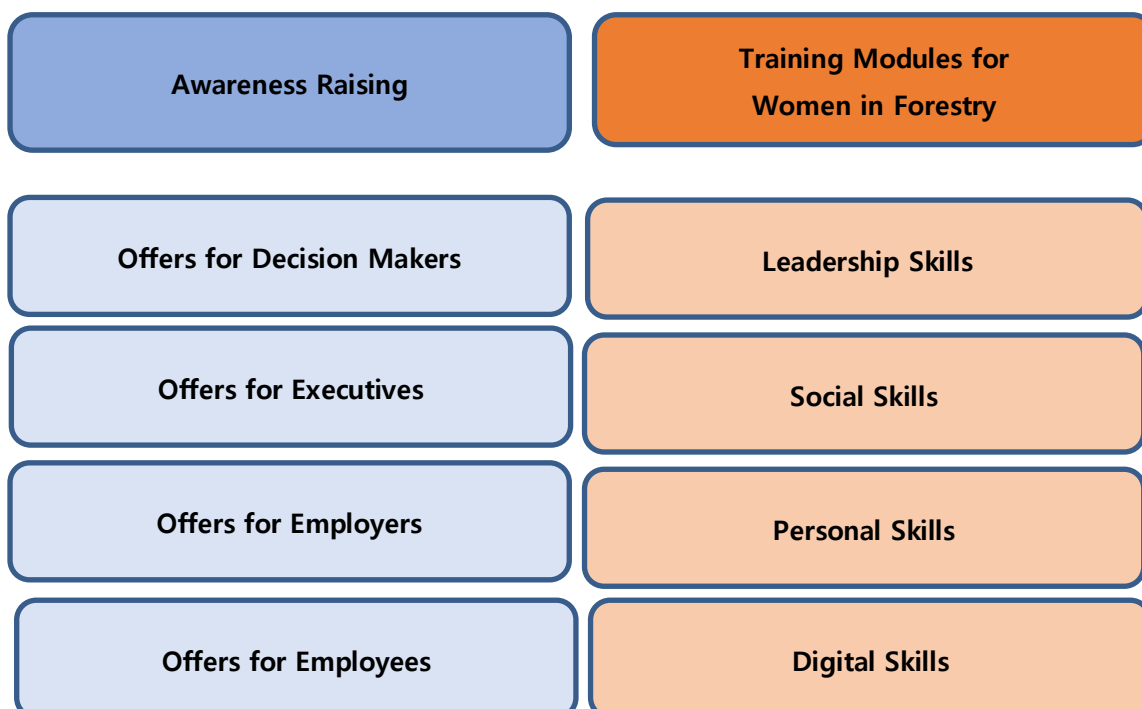 Awareness Raising
Training Modules for
Women in Forestry
Offers for Decision Makers
Leadership Skills
Offers for Executives
Social Skills
Offers for Employers
Personal Skills
Offers for Employees
Digital Skills